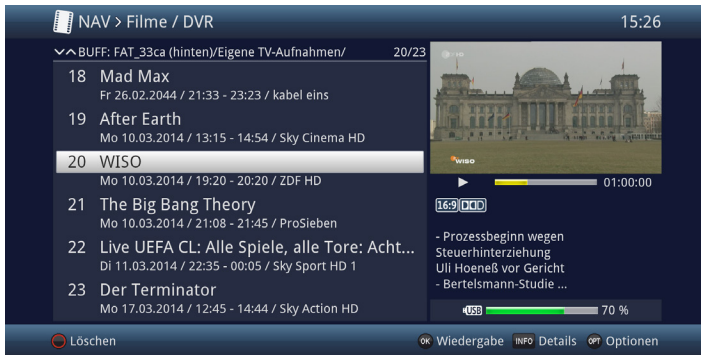 NAV > Filme / DVR
15:26
BUFF: FAT_33ca (hinten)/Eigene TV-Aufnahmen/ 20/23
18 Mad Max
Fr 26.02.2044 / 21:33 - 23:23 / kabel eins
19 After Earth
Mo 10.03.2014 / 13:15 - 14:54 / Sky Cinema HD
20 WISO
Mo 10.03.2014 / 19:20 - 20:20 / ZDF HD
21 The Big Bang Theory
Mo 10.03.2014 / 21:08 - 21:45 / ProSieben
22 Live UEFA CL: Alle Spiele, alle Tore: Acht...
Di 11.03.2014 / 22:35 - 00:05 / Sky Sport HD 1
23 Der Terminator
Mo 17.03.2014 / 12:45 - 14:44 / Sky Action HD
WISO
01:00:00
16:9
- Prozessbeginn wegen
Steuerhinterziehung
Uli Hoeneß vor Gericht
- Bertelsmann-Studie ...
USB 70 %
Löschen
OK Wiedergabe INFO Details OPT Optionen